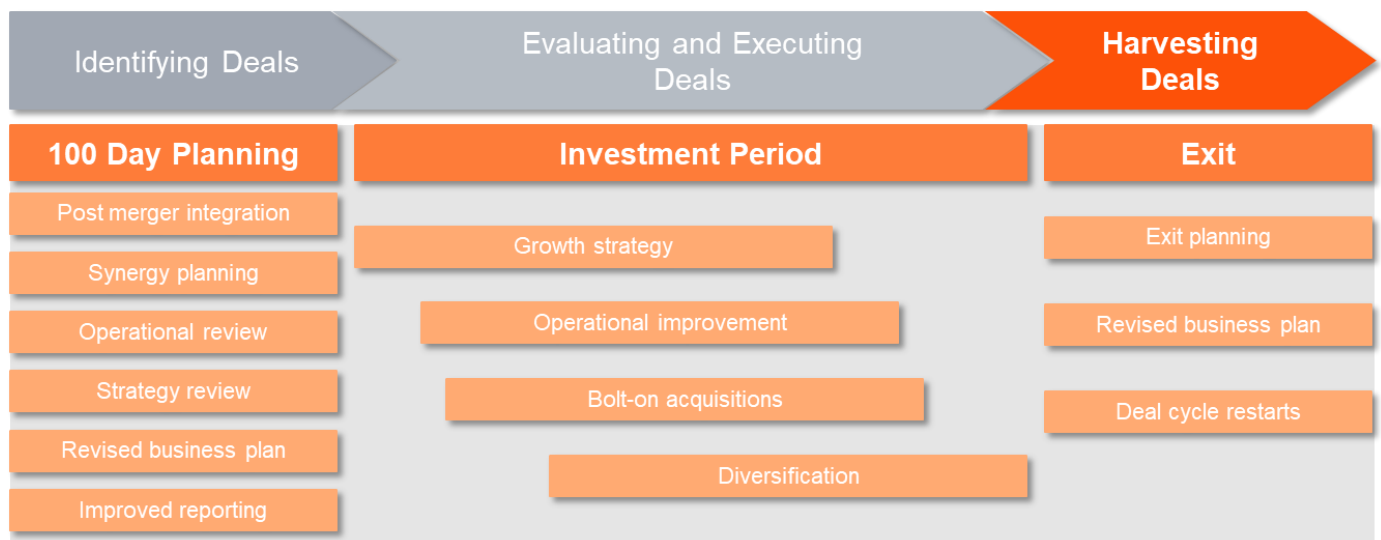 Identifying Deals
Evaluating and Executing
Deals
Harvesting
Deals
100 Day Planning
Post merger integration
Synergy planning
Operational review
Strategy review
Revised business plan
Improved reporting
Investment Period
Growth strategy
Operational improvement
Bolt-on acquisitions
Diversification
Exit
Exit planning
Revised business plan
Deal cycle restarts